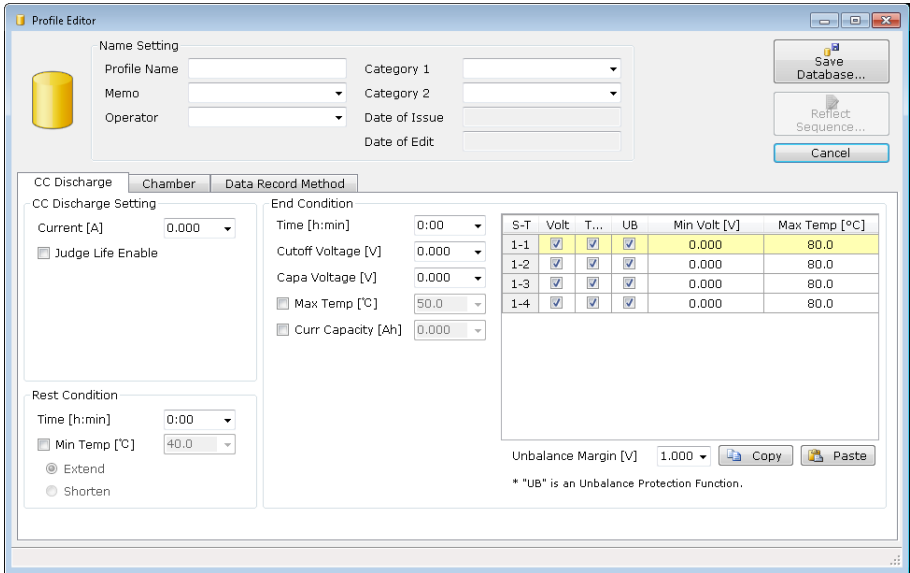 Profile Editor
Name Setting
Profile Name
Category 1
Memo
Category 2
Operator
Date of Issue
Date of Edit
Save
Database...
Reflect
Sequence...
Cancel
CC Discharge
Chamber
Data Record Method
CC Discharge Setting
Current [A] 0.000
Judge Life Enable
Rest Condition
Time [h:min] 0:00
Min Temp [℃] 40.0
Extend
Shorten
End Condition
Time [h:min] 0:00
Cutoff Voltage [V] 0.000
Capa Voltage [V] 0.000
Max Temp [℃] 50.0
Curr Capacity [Ah] 0.000
S-T Volt T... UB Min Volt [V] Max Temp [ºC]
1-1 0.000 80.0
1-2 0.000 80.0
1-3 0.000 80.0
1-4 0.000 80.0
Unbalance Margin [V] 1.000 Copy Paste
* "UB" is an Unbalance Protection Function.